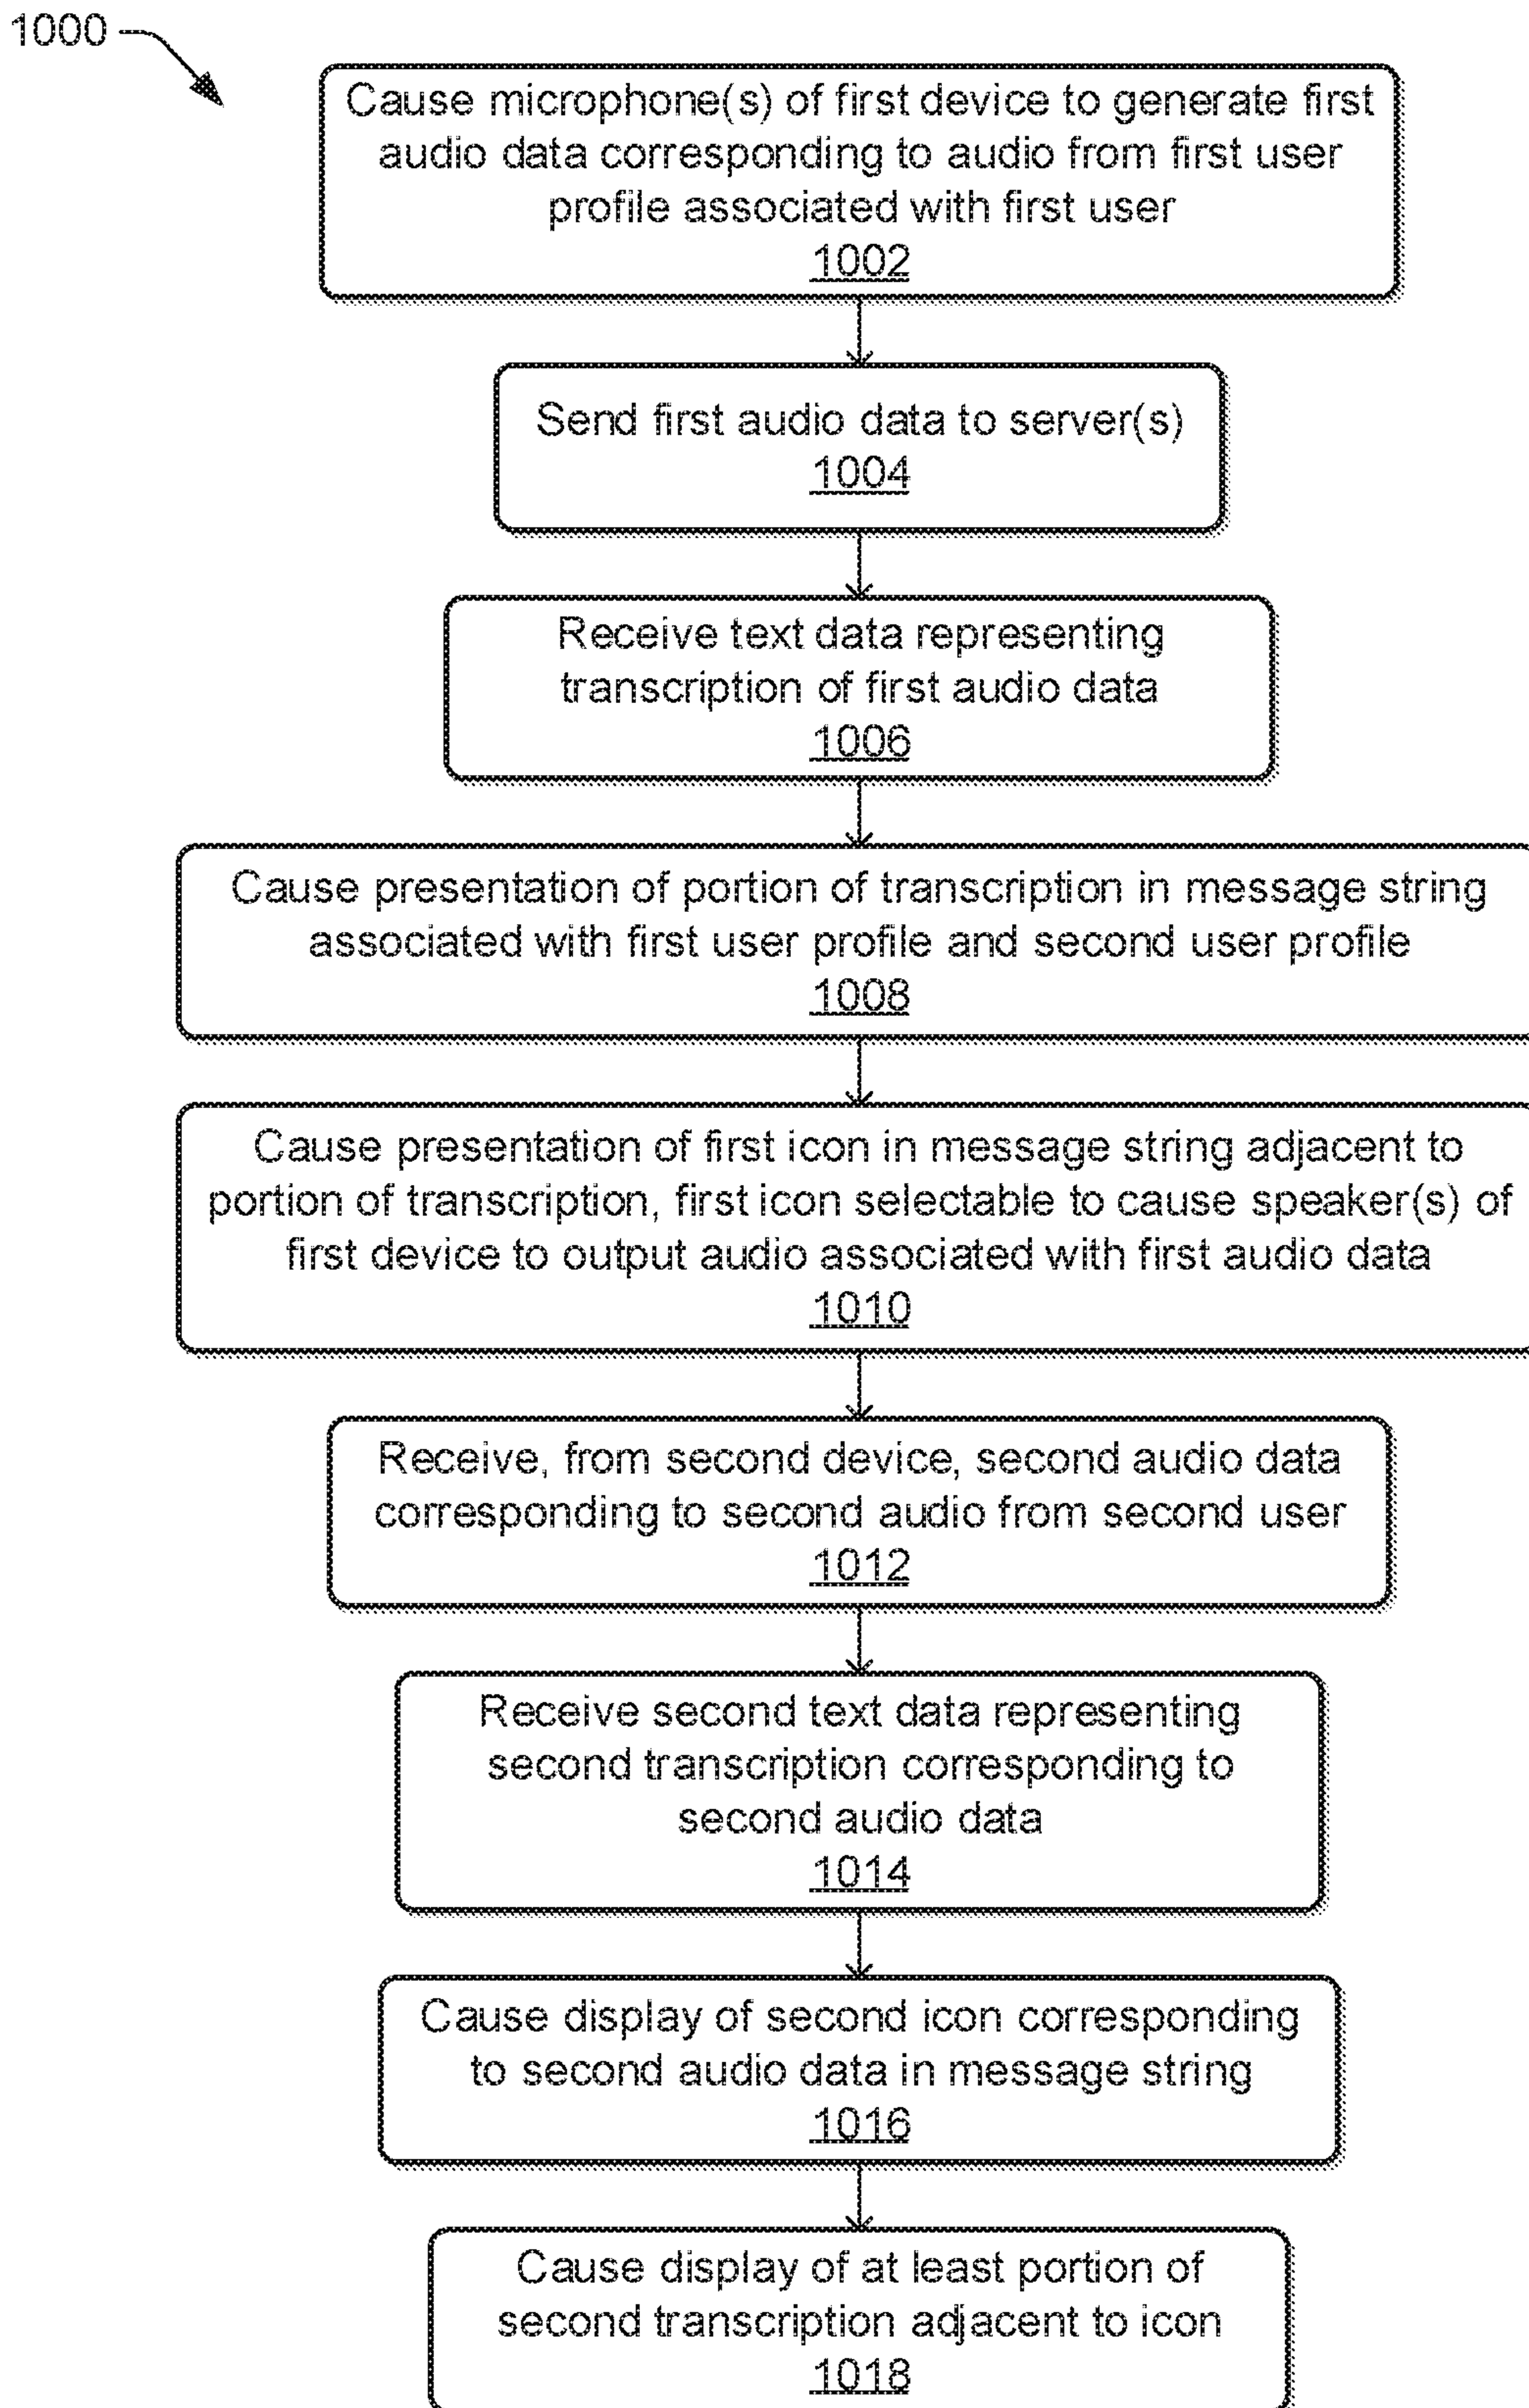 1000
Cause microphone(s) of first device to generate first
audio data corresponding to audio from first user
profile associated with first user
1002
Send first audio data to server(s)
1004
Receive text data representing
transcription of first audio data
1006
Cause presentation of portion of transcription in message string
associated with first user profile and second user profile
1008
Cause presentation of first icon in message string adjacent to
portion of transcription, first icon selectable to cause speaker(s) of
first device to output audio associated with first audio data
1010
Receive, from second device, second audio data
corresponding to second audio from second user
1012
Receive second text data representing
second transcription corresponding to
second audio data
1014
Cause display of second icon corresponding
to second audio data in message string
1016
Cause display of at least portion of
second transcription adjacent to icon
1018